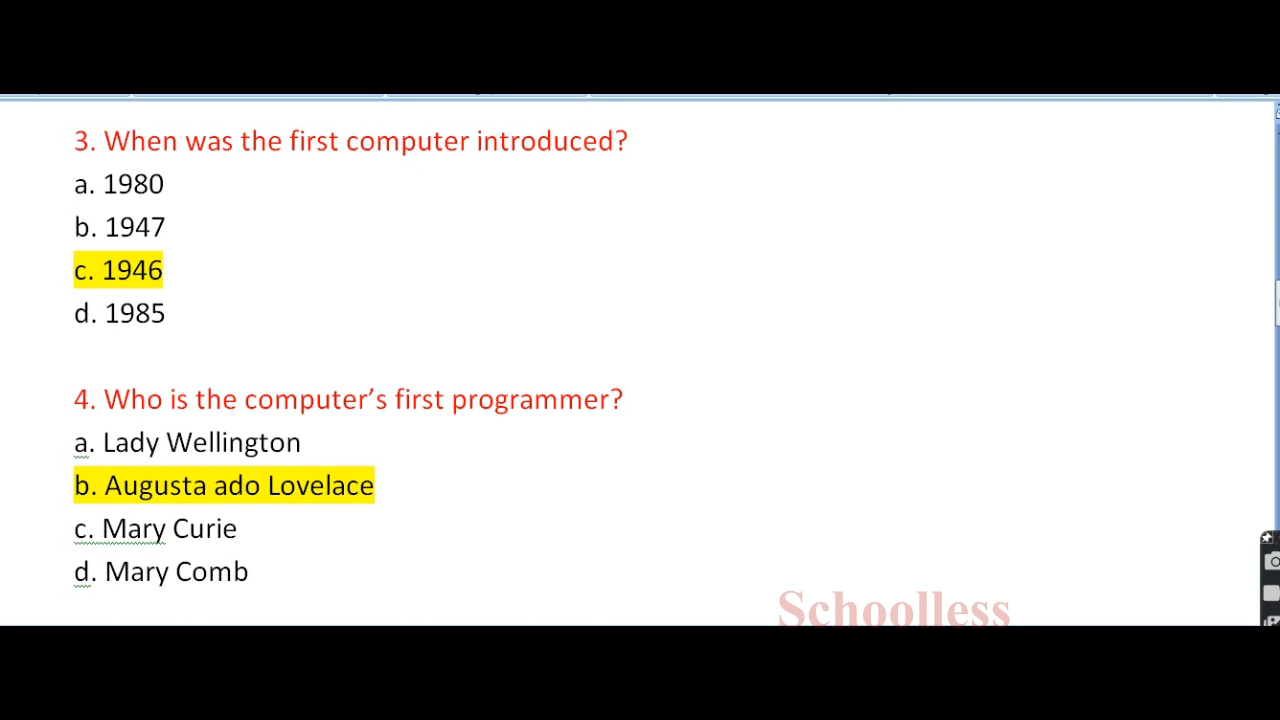 3. When was the first computer introduced?
a. 1980
b. 1947
c. 1946
d. 1985
4. Who is the computer’s first programmer?
a. Lady Wellington
b. Augusta ado Lovelace
c. Mary Curie
d. Mary Comb
Schoolless